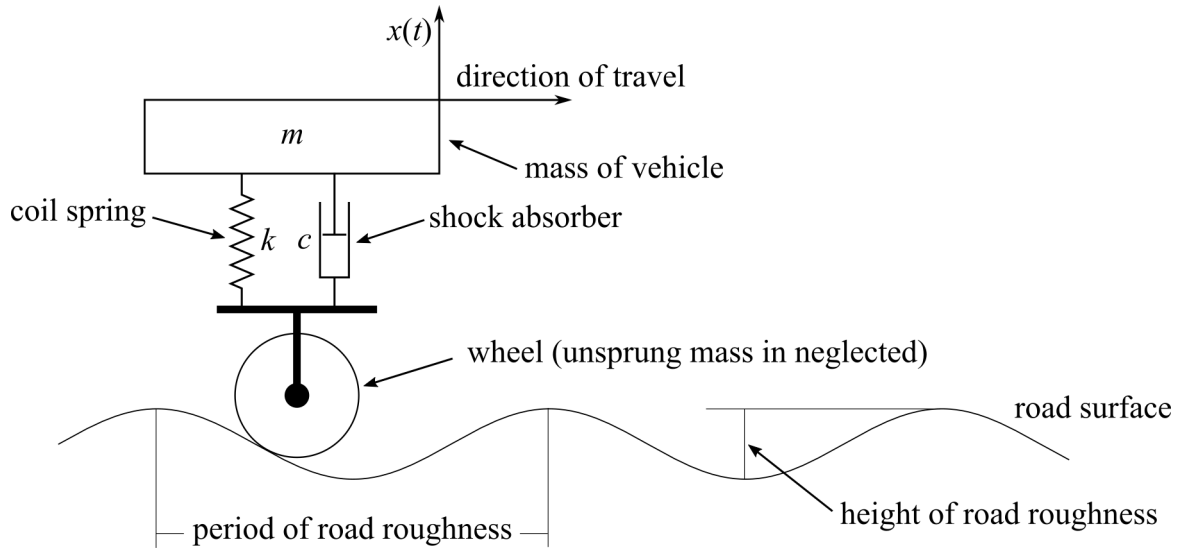 x(t)
direction of travel
m
mass of vehicle
coil spring
k
c
shock absorber
wheel (unsprung mass in neglected)
road surface
period of road roughness
height of road roughness